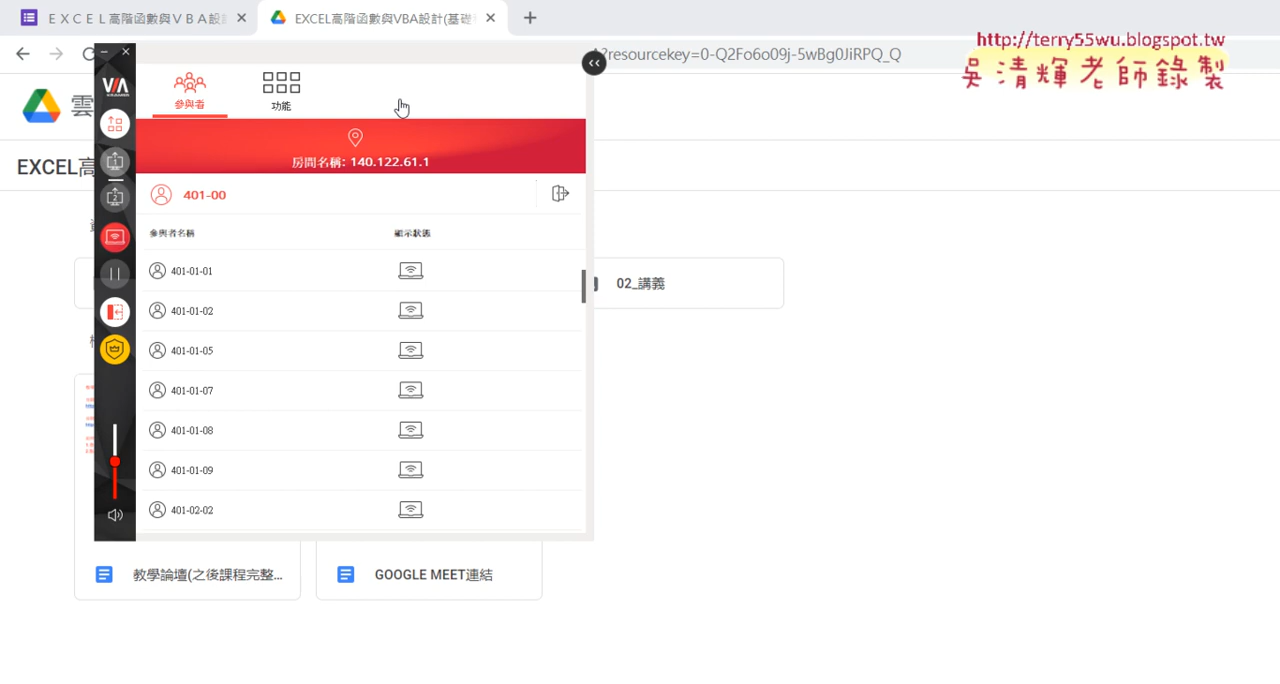 EXCEL高階函數與VBA設
EXCEL高階函數與VBA設計(基礎
?resourcekey=0-Q2Fo6o09j-5wBg0JiRPQ_Q
http://terry55wu.blogspot.tw
吳清輝老師錄製
VIA
雲
參與者
功能
EXCEL高
房間名稱: 140.122.61.1
401-00
參與者名稱
顯示狀態
401-01-01
02_講義
401-01-02
401-01-05
401-01-07
401-01-08
401-01-09
401-02-02
教學論壇(之後課程完整...
GOOGLE MEET連結